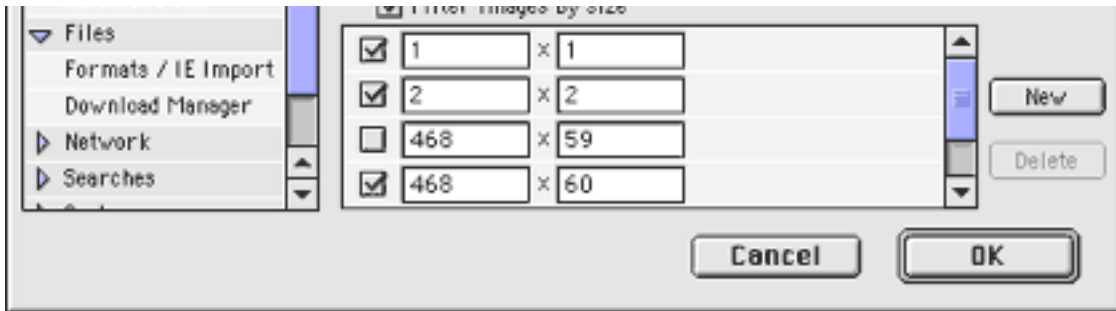 Filter Images by Size
Files
Formats / IE Import
Download Manager
Network
Searches
1 x 1
2 x 2
468 x 59
468 x 60
New
Delete
Cancel
OK